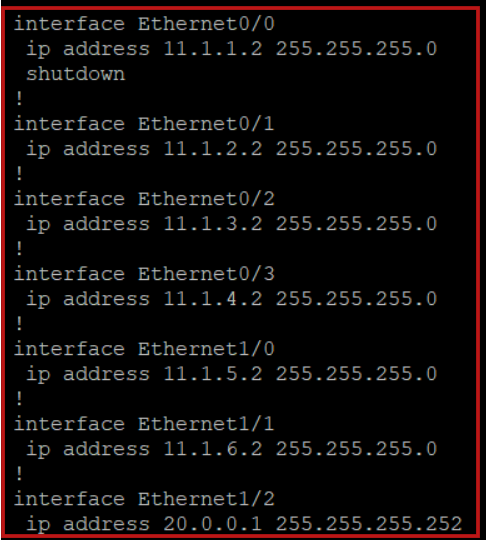 interface Ethernet0/0
 ip address 11.1.1.2 255.255.255.0
 shutdown
!
interface Ethernet0/1
 ip address 11.1.2.2 255.255.255.0
!
interface Ethernet0/2
 ip address 11.1.3.2 255.255.255.0
!
interface Ethernet0/3
 ip address 11.1.4.2 255.255.255.0
!
interface Ethernet1/0
 ip address 11.1.5.2 255.255.255.0
!
interface Ethernet1/1
 ip address 11.1.6.2 255.255.255.0
!
interface Ethernet1/2
 ip address 20.0.0.1 255.255.255.252